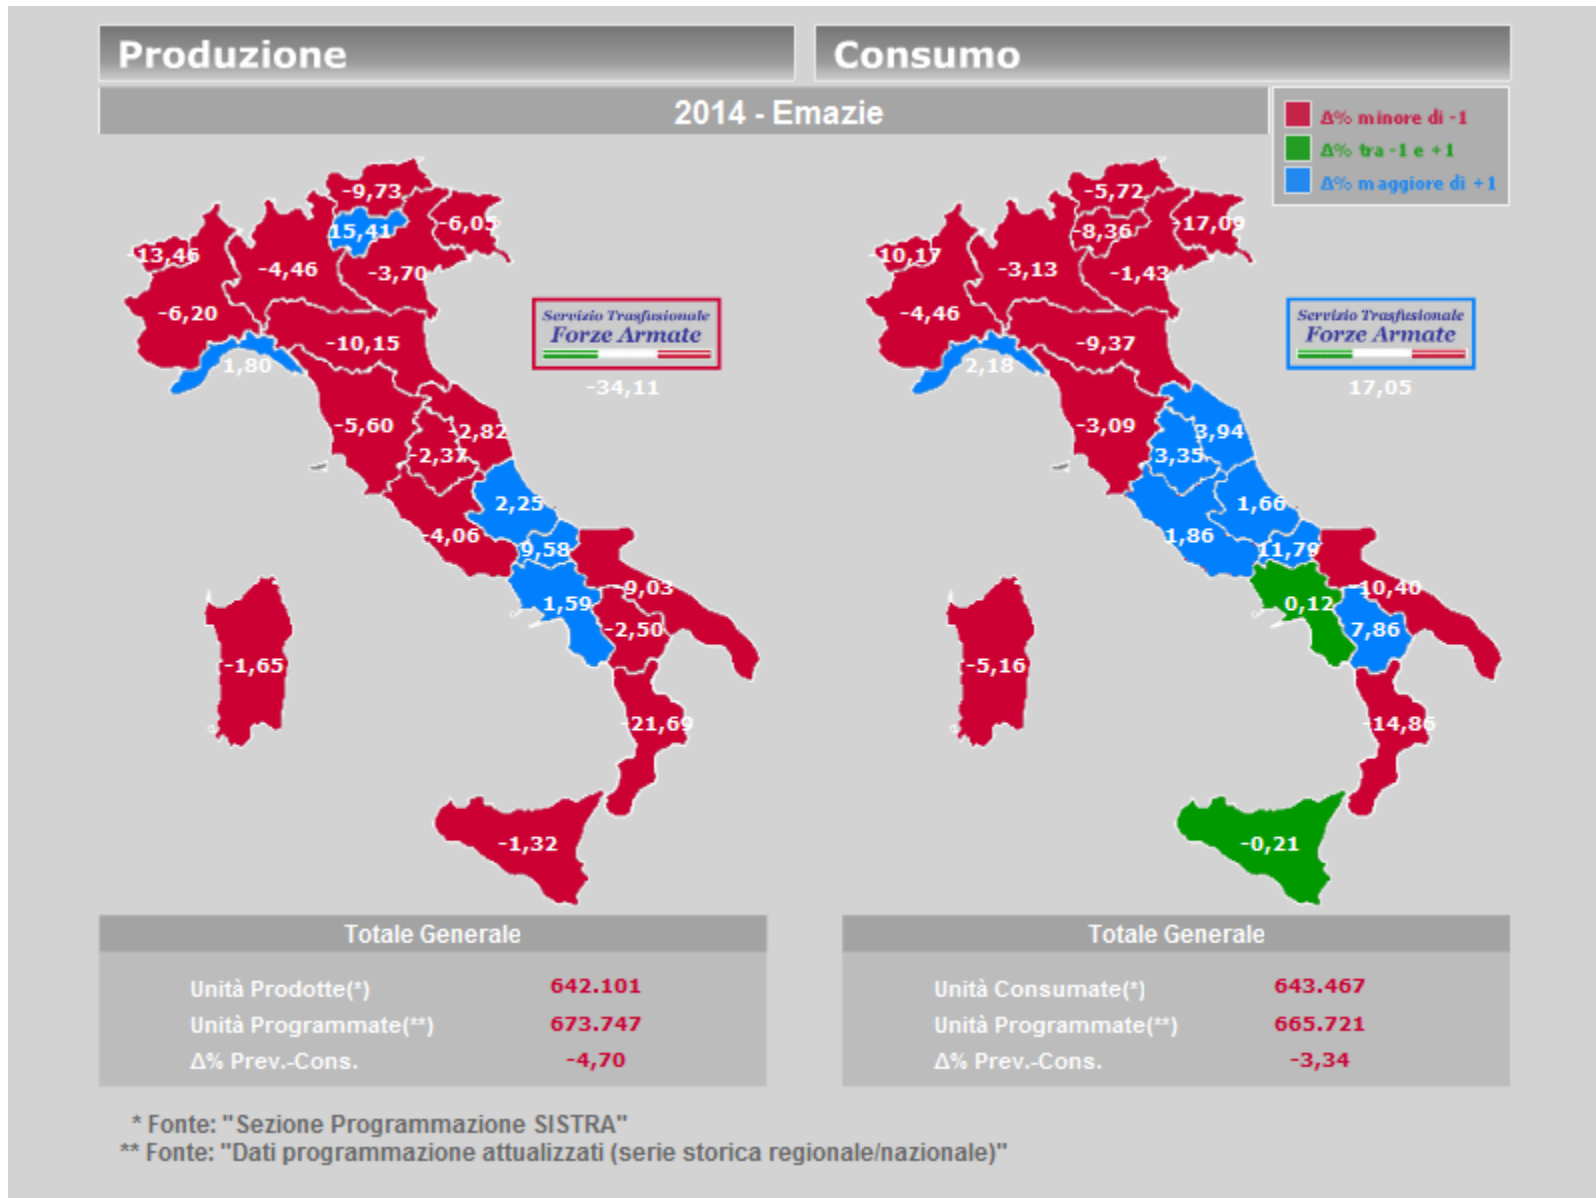 Produzione
Consumo
2014 - Emazie
Δ% minore di -1
Δ% tra -1 e +1
Δ% maggiore di +1
-9,73
15,41
-6,05
-13,46
-4,46
-3,70
-6,20
-10,15
1,80
Servizio Trasfusionale
Forze Armate
-34,11
-5,60
-2,82
-2,37
2,25
-4,06
9,58
-9,03
1,59
-2,50
-1,65
-21,69
-1,32
-5,72
-8,36
-17,09
-10,17
-3,13
-1,43
-4,46
-9,37
2,18
Servizio Trasfusionale
Forze Armate
17,05
-3,09
3,94
3,35
1,66
1,86
11,79
-10,40
0,12
7,86
-5,16
-14,86
-0,21
Totale Generale
Unità Prodotte(*) 642.101
Unità Programmate(**) 673.747
Δ% Prev.-Cons. -4,70
Totale Generale
Unità Consumate(*) 643.467
Unità Programmate(**) 665.721
Δ% Prev.-Cons. -3,34
* Fonte: "Sezione Programmazione SISTRA"
** Fonte: "Dati programmazione attualizzati (serie storica regionale/nazionale)"